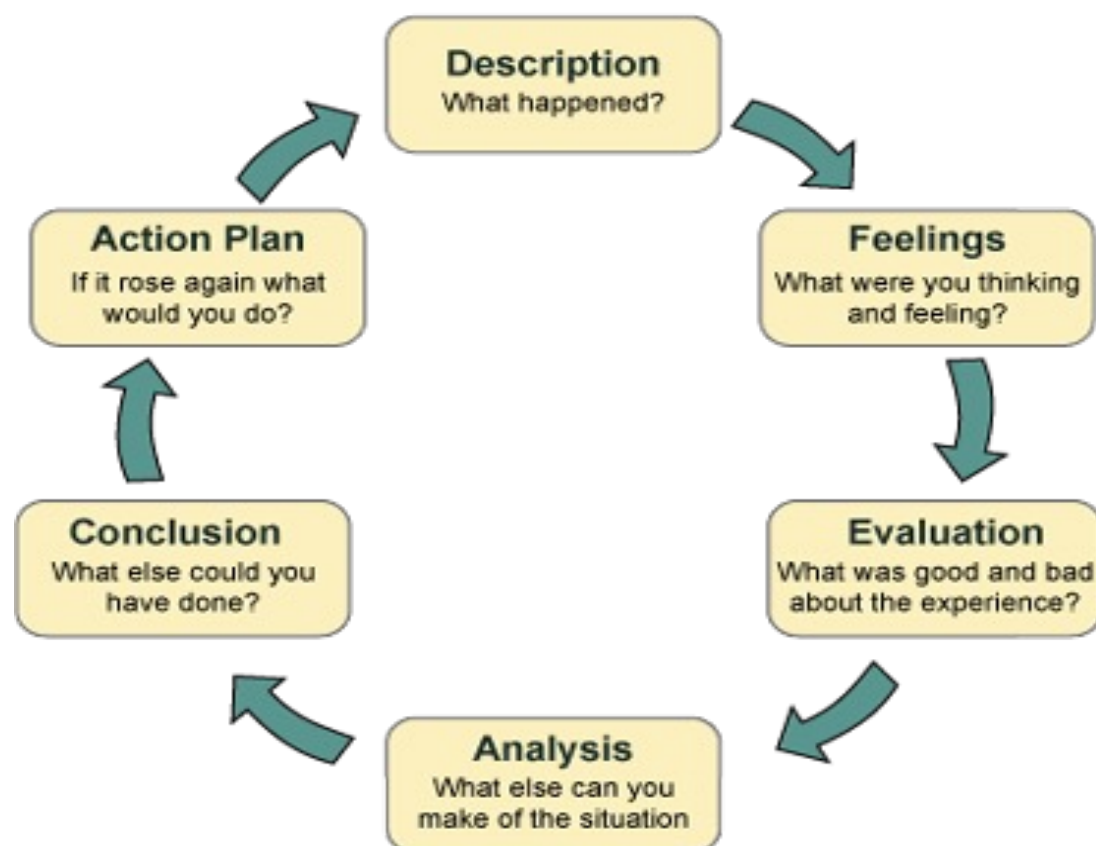 Description
What happened?
Feelings
What were you thinking
and feeling?
Evaluation
What was good and bad
about the experience?
Analysis
What else can you
make of the situation
Conclusion
What else could you
have done?
Action Plan
If it rose again what
would you do?